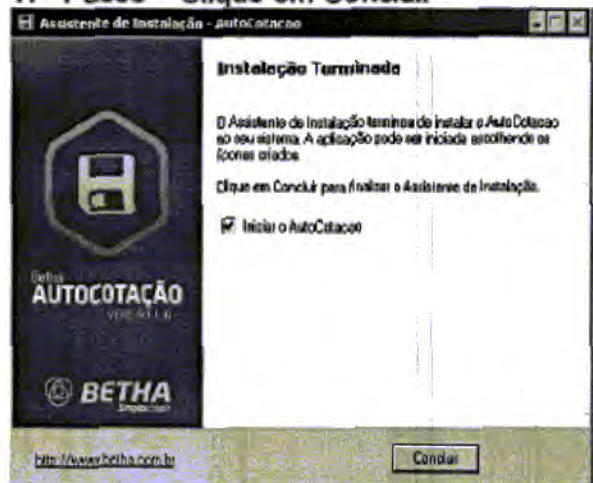 Passo - Clique em Concluir
Assistente de Instalação - AutoCotacao
Instalação Terminada
O Assistente de Instalação terminou de instalar o AutoCotacao
no seu sistema. A aplicação pode ser iniciada escolhendo os
ícones criados.
Clique em Concluir para finalizar o Assistente de Instalação.
Iniciar o AutoCotacao
Betha
AUTOCOTAÇÃO
BETHA
http://www.betha.com.br
Concluir